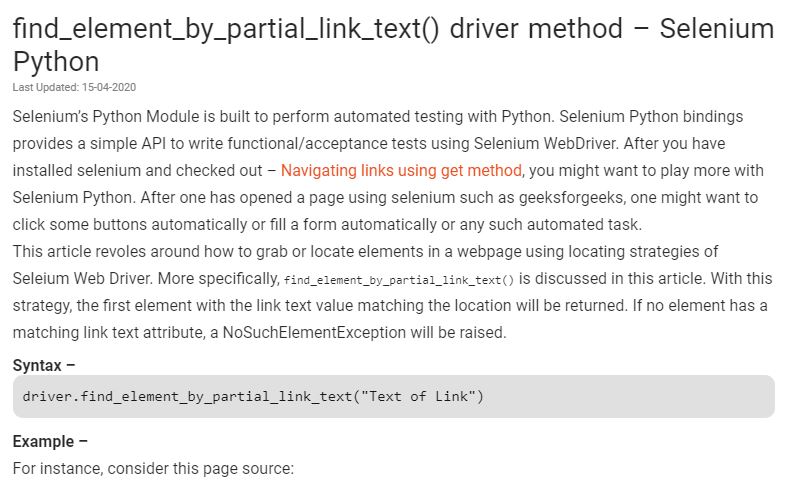 find_element_by_partial_link_text() driver method – Selenium
Python
Last Updated: 15-04-2020
Selenium's Python Module is built to perform automated testing with Python. Selenium Python bindings
provides a simple API to write functional/acceptance tests using Selenium WebDriver. After you have
installed selenium and checked out – Navigating links using get method, you might want to play more with
Selenium Python. After one has opened a page using selenium such as geeksforgeeks, one might want to
click some buttons automatically or fill a form automatically or any such automated task.
This article revoles around how to grab or locate elements in a webpage using locating strategies of
Seleium Web Driver. More specifically, find_element_by_partial_link_text() is discussed in this article. With this
strategy, the first element with the link text value matching the location will be returned. If no element has a
matching link text attribute, a NoSuchElementException will be raised.
Syntax –
driver.find_element_by_partial_link_text("Text of Link")
Example –
For instance, consider this page source: